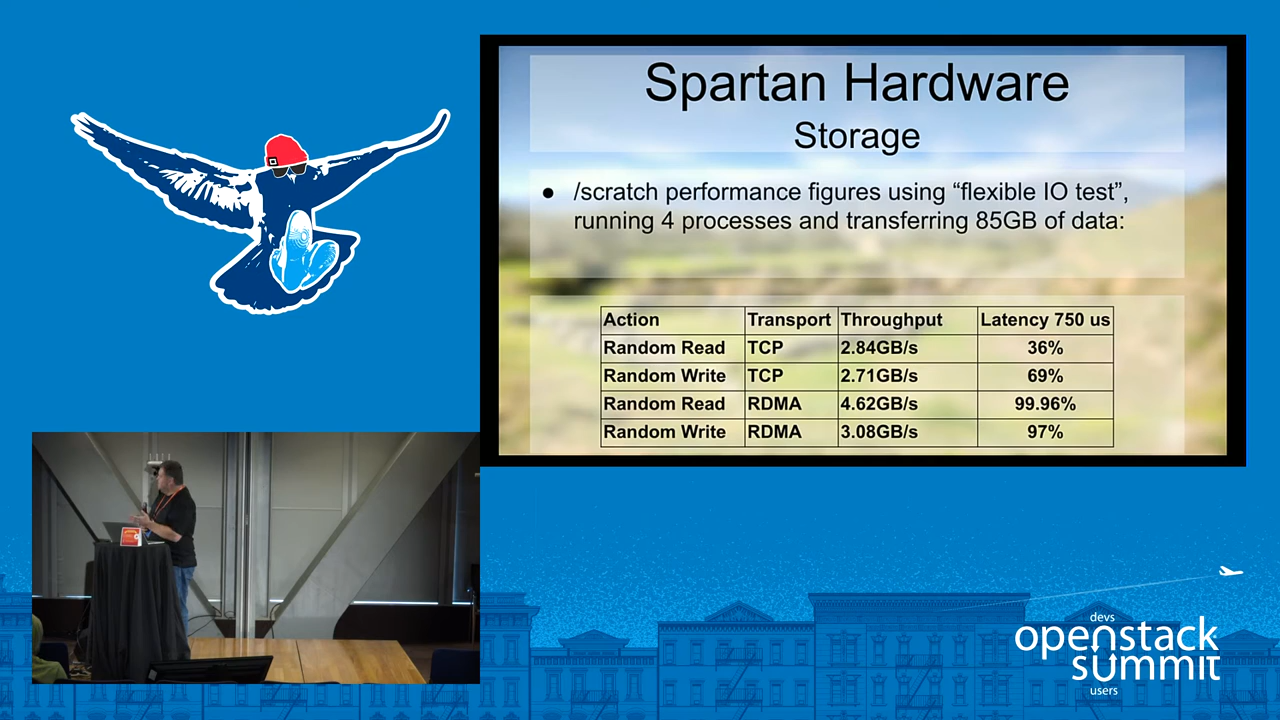 Spartan Hardware
Storage
● /scratch performance figures using “flexible IO test”,
running 4 processes and transferring 85GB of data:
Action Transport Throughput Latency 750 us
Random Read TCP 2.84GB/s 36%
Random Write TCP 2.71GB/s 69%
Random Read RDMA 4.62GB/s 99.96%
Random Write RDMA 3.08GB/s 97%
devs
openstack
summit
users